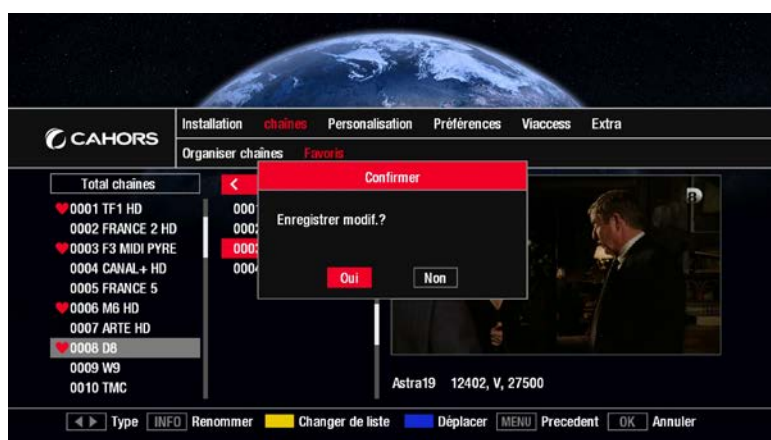 CAHORS
Installation chaînes Personalisation Préférences Viaccess Extra
Organiser chaînes Favoris
Total chaînes
0001 TF1 HD
0002 FRANCE 2 HD
0003 F3 MIDI PYRE
0004 CANAL+ HD
0005 FRANCE 5
0006 M6 HD
0007 ARTE HD
0008 D8
0009 W9
0010 TMC
Confirmer
Enregistrer modif.?
Oui Non
Astra19 12402, V, 27500
Type INFO Renommer Changer de liste Déplacer MENU Precedent OK Annuler